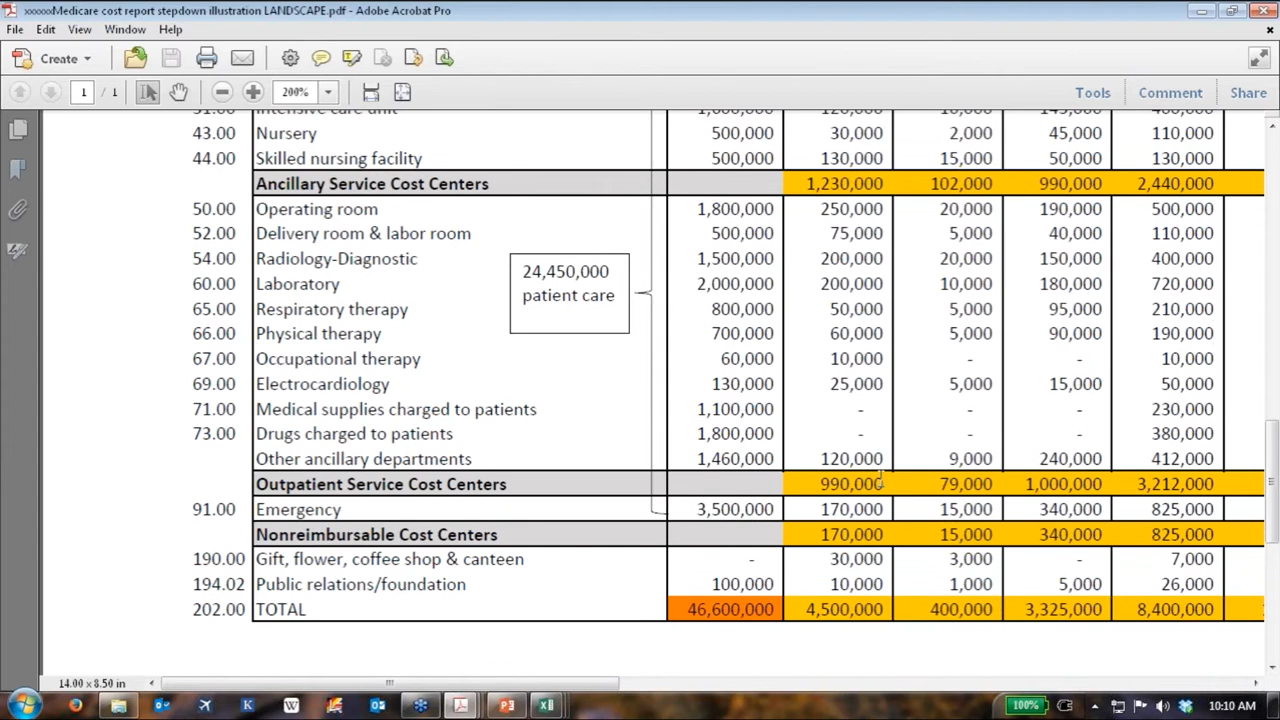 xxxxxMedicare cost report stepdown illustration LANDSCAPE.pdf - Adobe Acrobat Pro
File Edit View Window Help
Create
1 / 1 200% Tools Comment Share
43.00 Nursery 500,000 30,000 2,000 45,000 110,000
44.00 Skilled nursing facility 500,000 130,000 15,000 50,000 130,000
Ancillary Service Cost Centers 1,230,000 102,000 990,000 2,440,000
50.00 Operating room 1,800,000 250,000 20,000 190,000 500,000
52.00 Delivery room & labor room 500,000 75,000 5,000 40,000 110,000
54.00 Radiology-Diagnostic 1,500,000 200,000 20,000 150,000 400,000
24,450,000
patient care
60.00 Laboratory 2,000,000 200,000 10,000 180,000 720,000
65.00 Respiratory therapy 800,000 50,000 5,000 95,000 210,000
66.00 Physical therapy 700,000 60,000 5,000 90,000 190,000
67.00 Occupational therapy 60,000 10,000 - - 10,000
69.00 Electrocardiology 130,000 25,000 5,000 15,000 50,000
71.00 Medical supplies charged to patients 1,100,000 - - - 230,000
73.00 Drugs charged to patients 1,800,000 - - - 380,000
Other ancillary departments 1,460,000 120,000 9,000 240,000 412,000
Outpatient Service Cost Centers 990,000 79,000 1,000,000 3,212,000
91.00 Emergency 3,500,000 170,000 15,000 340,000 825,000
Nonreimbursable Cost Centers 170,000 15,000 340,000 825,000
190.00 Gift, flower, coffee shop & canteen - 30,000 3,000 - 7,000
194.02 Public relations/foundation 100,000 10,000 1,000 5,000 26,000
202.00 TOTAL 46,600,000 4,500,000 400,000 3,325,000 8,400,000
14.00 x 8.50 in
100% 10:10 AM